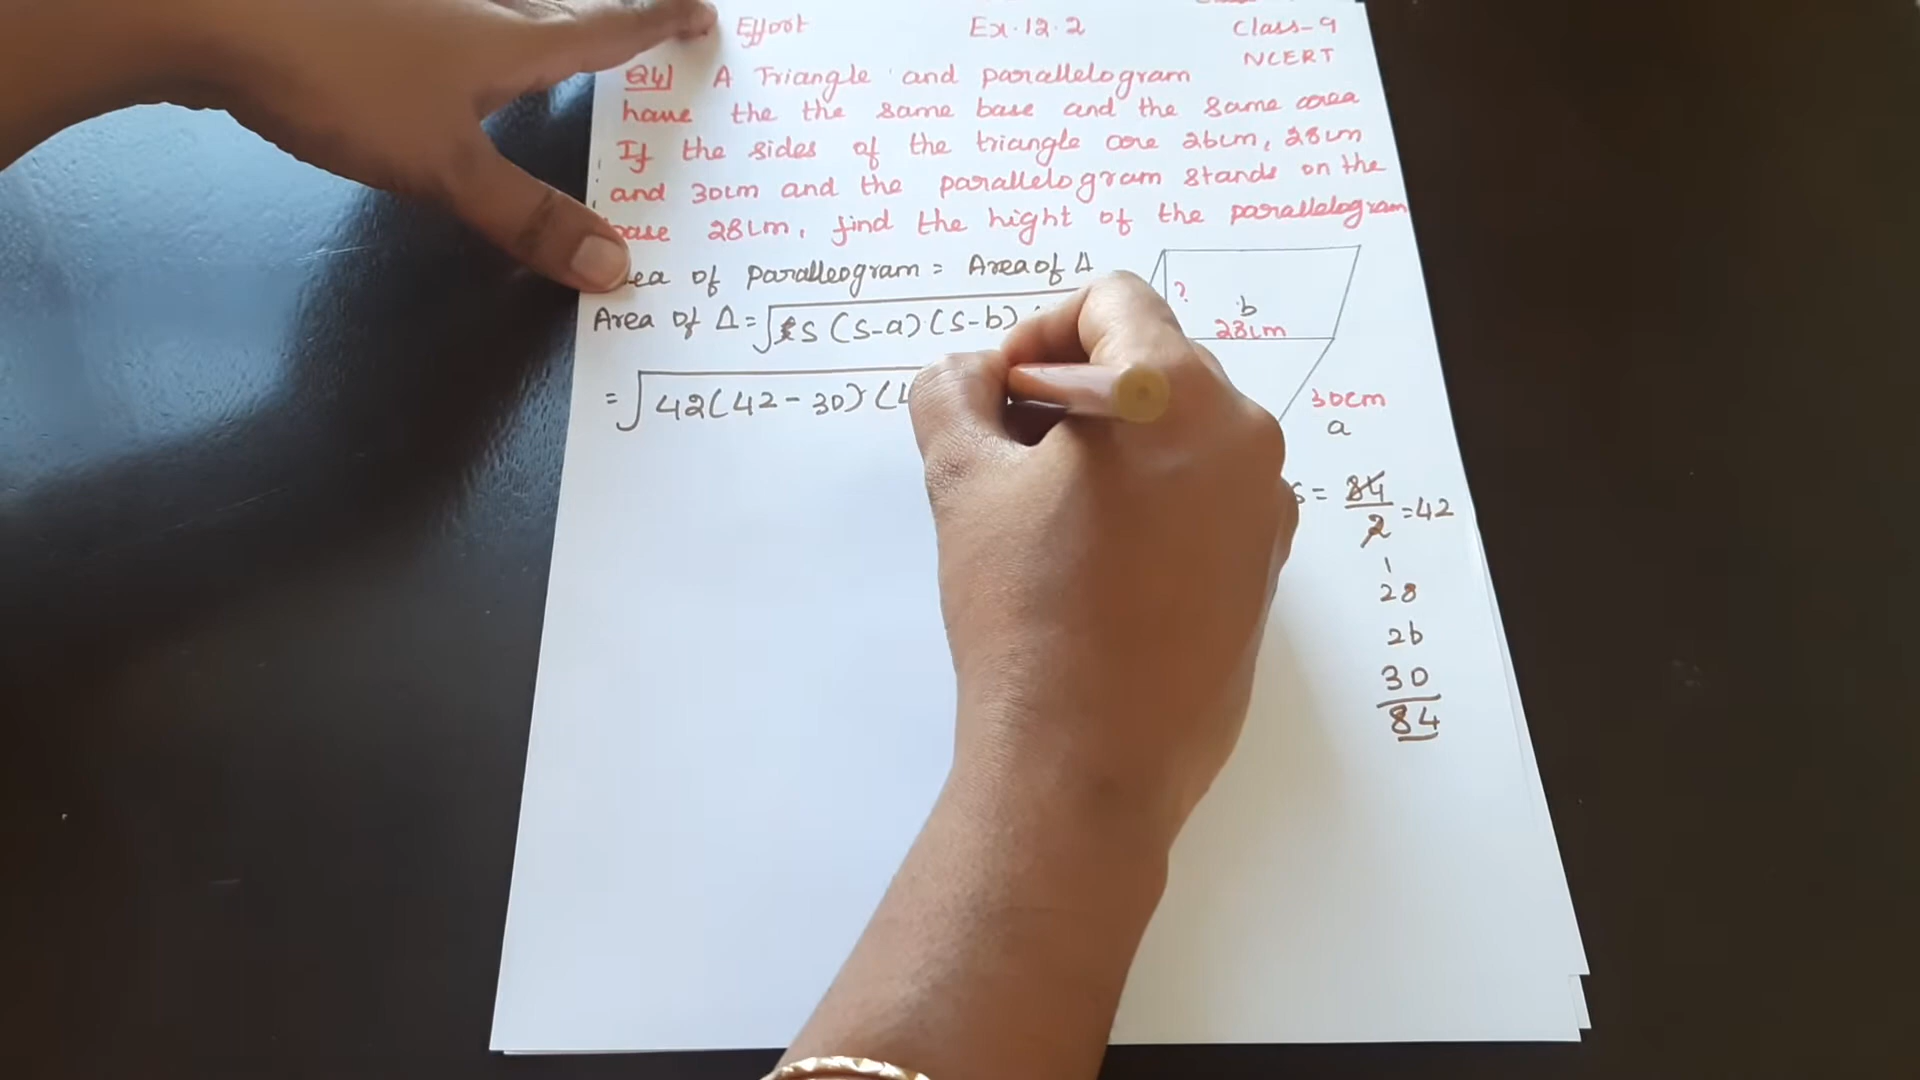 Effort Ex.12.2 Class-9
NCERT
Q4) A Triangle and parallelogram
have the the same base and the same area
If the sides of the triangle are 26cm, 28cm
and 30cm and the parallelogram stands on the
base 28cm, find the hight of the parallelogram
ea of paralleogram = Area of Δ
Area of Δ = √s (s-a) (s-b)
= √42(42-30) (4
?
b
28cm
30cm
a
s = 84/2 = 42
1
28
26
30
84